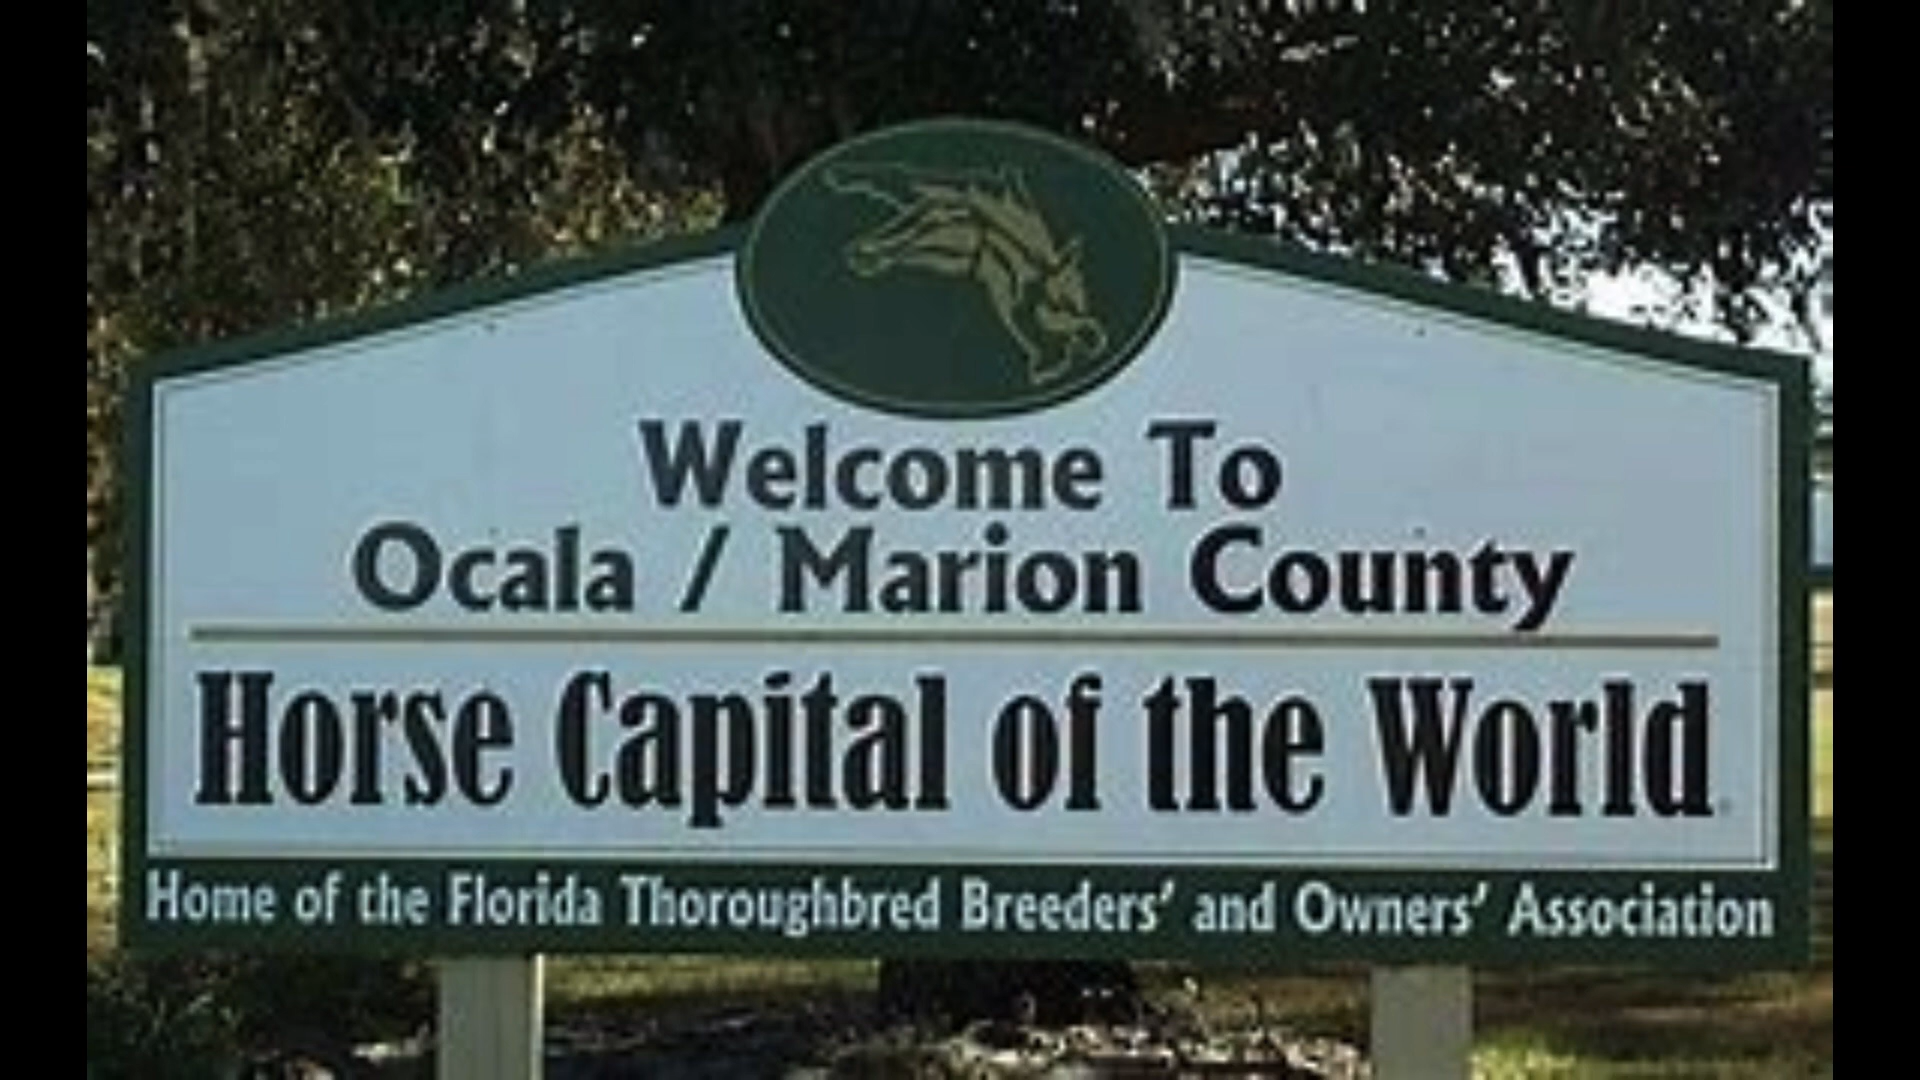 Welcome To
Ocala / Marion County
Horse Capital of the World
Home of the Florida Thoroughbred Breeders' and Owners' Association